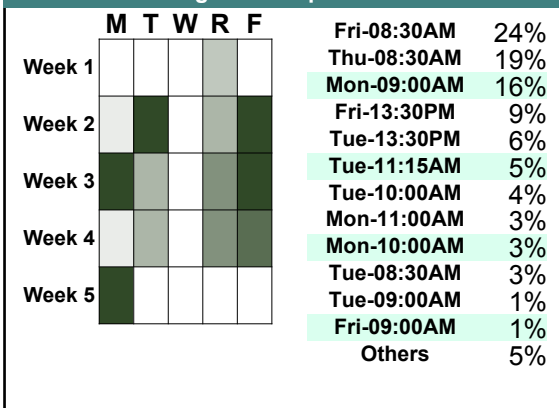 M T W R F
Week 1
Week 2
Week 3
Week 4
Week 5
Fri-08:30AM 24%
Thu-08:30AM 19%
Mon-09:00AM 16%
Fri-13:30PM 9%
Tue-13:30PM 6%
Tue-11:15AM 5%
Tue-10:00AM 4%
Mon-11:00AM 3%
Mon-10:00AM 3%
Tue-08:30AM 3%
Tue-09:00AM 1%
Fri-09:00AM 1%
Others 5%